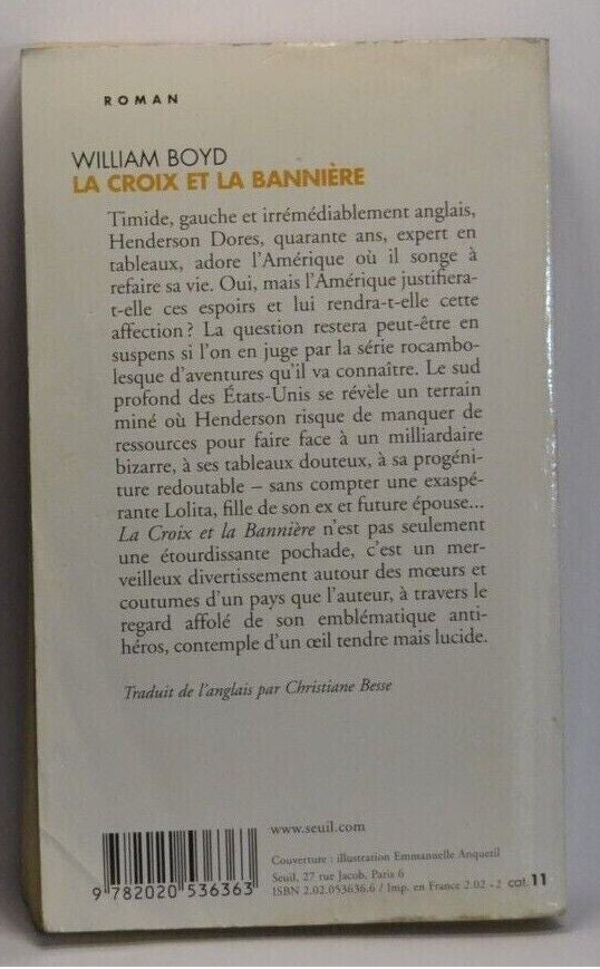 ROMAN
WILLIAM BOYD
LA CROIX ET LA BANNIÈRE
Timide, gauche et irrémédiablement anglais,
Henderson Dores, quarante ans, expert en
tableaux, adore l'Amérique où il songe à
refaire sa vie. Oui, mais l'Amérique justifiera-
t-elle ces espoirs et lui rendra-t-elle cette
affection ? La question restera peut-être en
suspens si l'on en juge par la série rocambo-
lesque d'aventures qu'il va connaître. Le sud
profond des États-Unis se révèle un terrain
miné où Henderson risque de manquer de
ressources pour faire face à un milliardaire
bizarre, à ses tableaux douteux, à sa progéni-
ture redoutable – sans compter une exaspé-
rante Lolita, fille de son ex et future épouse...
La Croix et la Bannière n'est pas seulement
une étourdissante pochade, c'est un mer-
veilleux divertissement autour des mœurs et
coutumes d'un pays que l'auteur, à travers le
regard affolé de son emblématique anti-
héros, contemple d'un œil tendre mais lucide.
Traduit de l'anglais par Christiane Besse
www.seuil.com
Couverture : illustration Emmanuelle Anquetil
Seuil, 27 rue Jacob, Paris 6
ISBN 2.02.053636.6 / Imp. en France 2.02 - 2 cat. 11
9 782020 536363